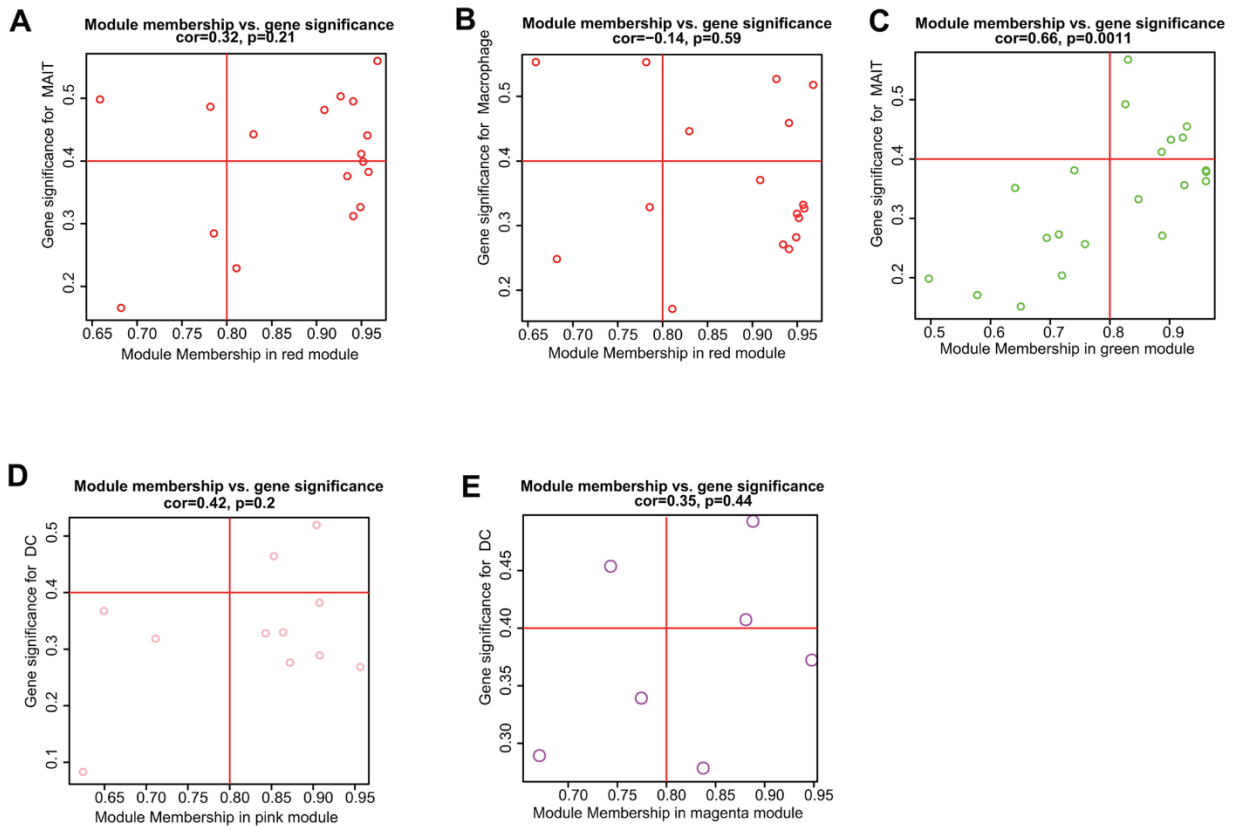 A
Module membership vs. gene significance
cor=0.32, p=0.21
Gene significance for MAIT
0.5
0.4
0.3
0.2
0.65 0.70 0.75 0.80 0.85 0.90 0.95
Module Membership in red module
B
Module membership vs. gene significance
cor=−0.14, p=0.59
Gene significance for Macrophage
0.5
0.4
0.3
0.2
0.65 0.70 0.75 0.80 0.85 0.90 0.95
Module Membership in red module
C
Module membership vs. gene significance
cor=0.66, p=0.0011
Gene significance for MAIT
0.5
0.4
0.3
0.2
0.5 0.6 0.7 0.8 0.9
Module Membership in green module
D
Module membership vs. gene significance
cor=0.42, p=0.2
Gene significance for DC
0.5
0.4
0.3
0.2
0.1
0.65 0.70 0.75 0.80 0.85 0.90 0.95
Module Membership in pink module
E
Module membership vs. gene significance
cor=0.35, p=0.44
Gene significance for DC
0.45
0.40
0.35
0.30
0.70 0.75 0.80 0.85 0.90 0.95
Module Membership in magenta module